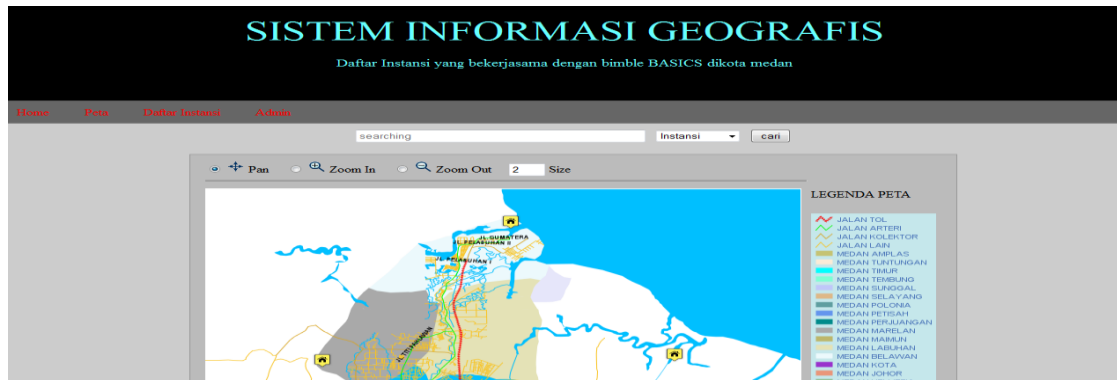 SISTEM INFORMASI GEOGRAFIS
Daftar Instansi yang bekerjasama dengan bimble BASICS dikota medan
Home Peta Daftar Instansi Admin
searching Instansi cari
Pan Zoom In Zoom Out 2 Size
LEGENDA PETA
JALAN TOL
JALAN ARTERI
JALAN KOLEKTOR
JALAN LAIN
MEDAN AMPLAS
MEDAN TUNTUNGAN
MEDAN TIMUR
MEDAN TEMBUNG
MEDAN SUNGGAL
MEDAN SELAYANG
MEDAN POLONIA
MEDAN PETISAH
MEDAN PERJUANGAN
MEDAN MARELAN
MEDAN MAIMUN
MEDAN LABUHAN
MEDAN BELAWAN
MEDAN KOTA
MEDAN JOHOR
JL. SUMATERA
JL. PELABUHAN II
JL. PELABUHAN I